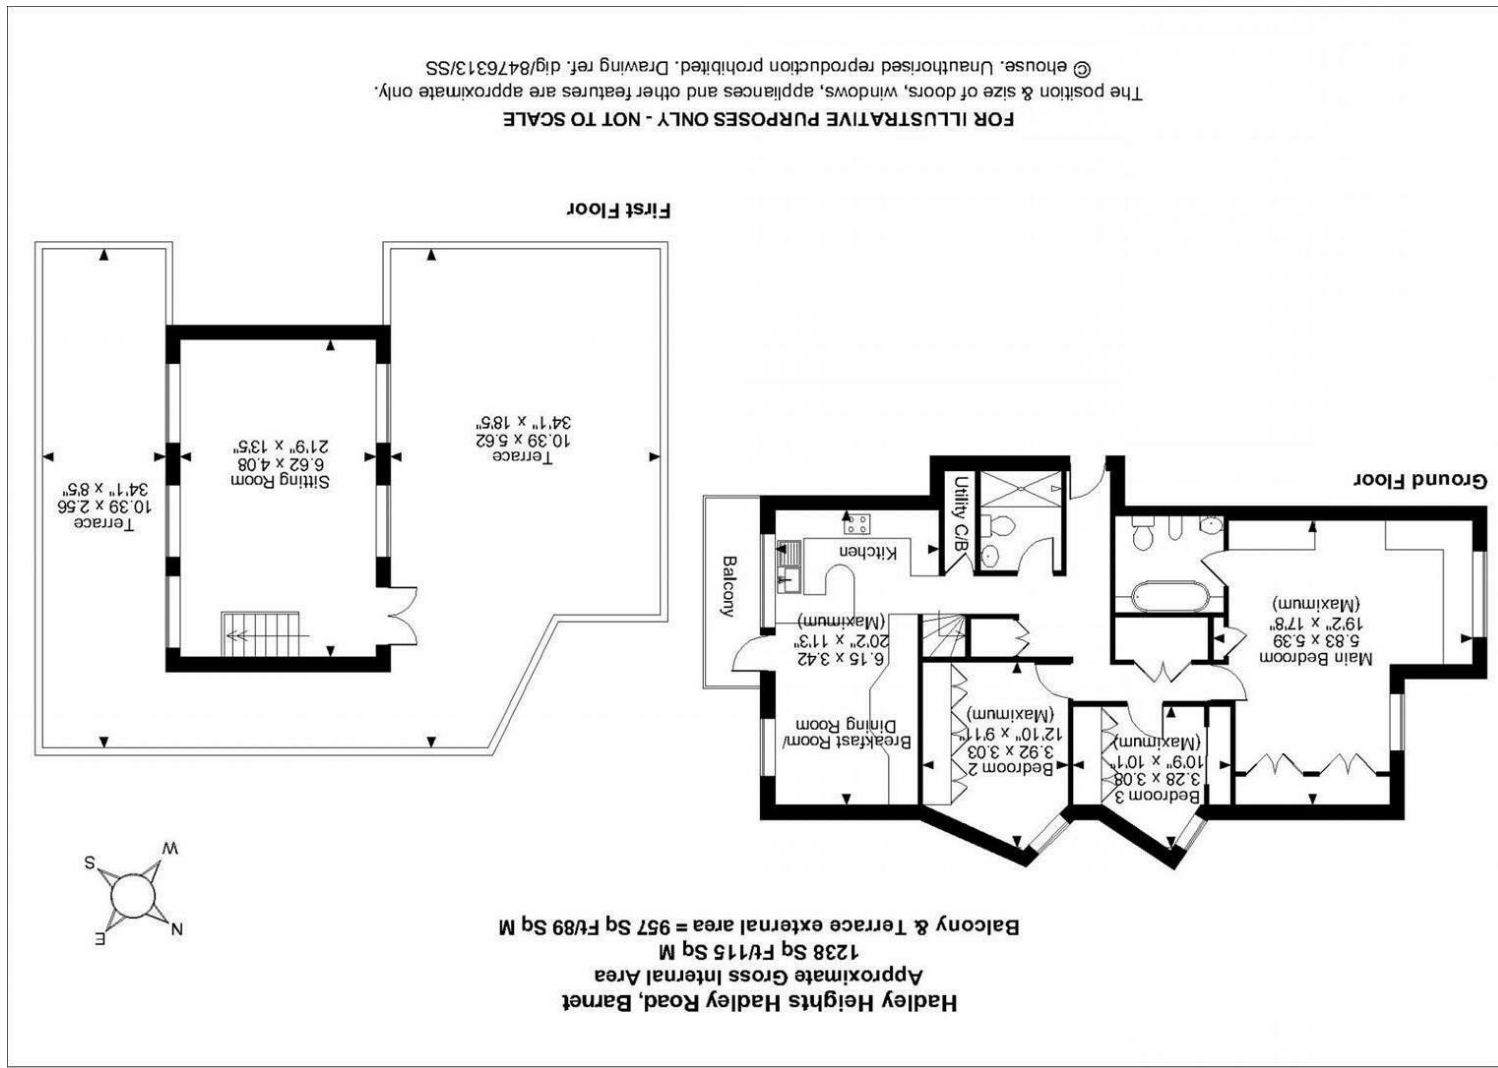 Hadley Heights Hadley Road, Barnet
Approximate Gross Internal Area
1238 Sq Ft/115 Sq M
Balcony & Terrace external area = 957 Sq Ft/89 Sq M
N
E
S
W
Bedroom 3
3.28 x 3.08
10'9" x 10'1"
(Maximum)
Bedroom 2
3.92 x 3.03
12'10" x 9'11"
(Maximum)
Breakfast Room/
Dining Room
6.15 x 3.42
20'2" x 11'3
(Maximum)
Main Bedroom
5.83 x 5.39
19'2" x 17'8"
(Maximum)
Kitchen
Utility C/B
Balcony
Ground Floor
Terrace
10.39 x 5.62
34'1" x 18'5
Sitting Room
6.62 x 4.08
21'9" x 13'5"
Terrace
10.39 x 2.56
34'1" x 8'5"
First Floor
FOR ILLUSTRATIVE PURPOSES ONLY - NOT TO SCALE
The position & size of doors, windows, appliances and other features are approximate only.
© ehouse. Unauthorised reproduction prohibited. Drawing ref. dig/8476313/SS